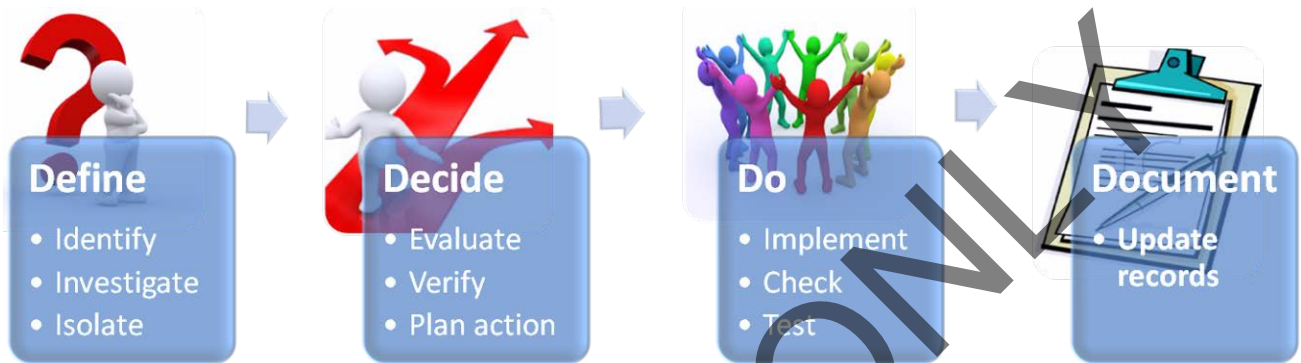 Define
• Identify
• Investigate
• Isolate
Decide
• Evaluate
• Verify
• Plan action
Do
• Implement
• Check
• Test
Document
• Update
records
ONLY